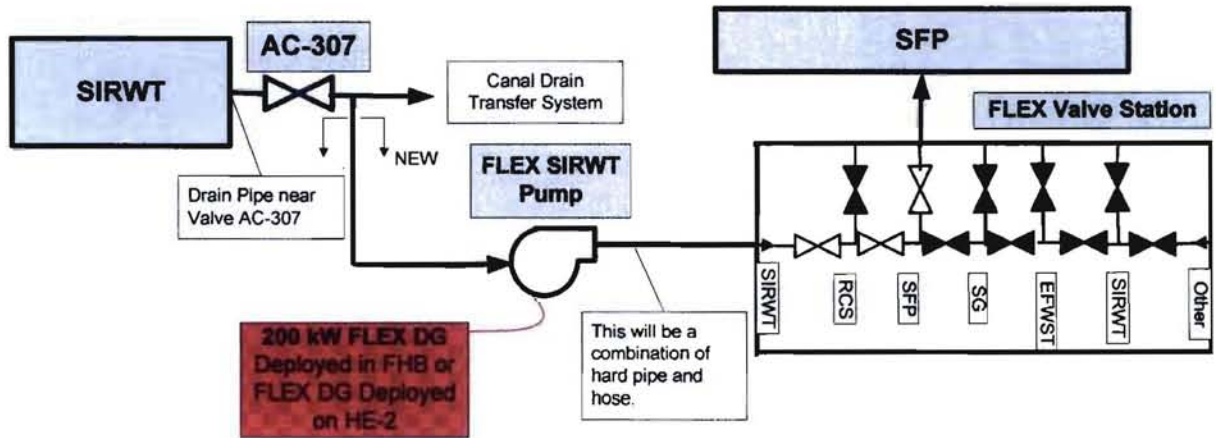 SIRWT
AC-307
Canal Drain
Transfer System
SFP
FLEX Valve Station
NEW
Drain Pipe near
Valve AC-307
FLEX SIRWT
Pump
200 kW FLEX DG
Deployed in FHB or
FLEX DG Deployed
on HE-2
This will be a
combination of
hard pipe and
hose.
SIRWT
RCS
SFP
SG
EFWST
SIRWT
Other